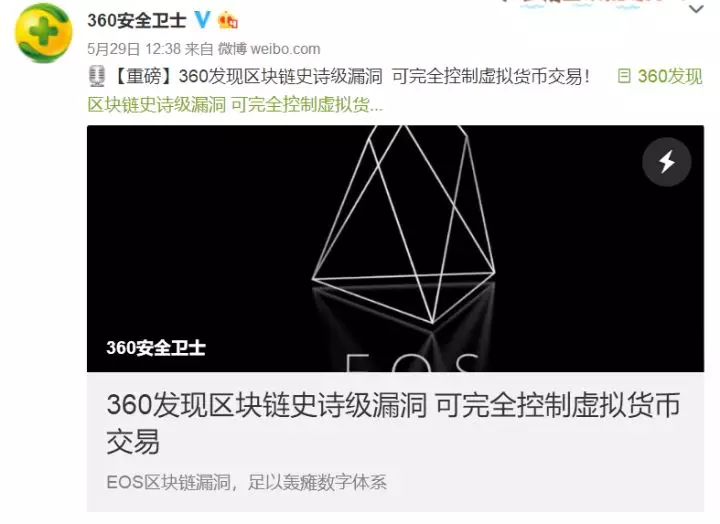 360安全卫士
5月29日 12:38 来自 微博 weibo.com
【重磅】360发现区块链史诗级漏洞 可完全控制虚拟货币交易！ 360发现
区块链史诗级漏洞 可完全控制虚拟货...
EOS
360安全卫士
360发现区块链史诗级漏洞 可完全控制虚拟货币
交易
EOS区块链漏洞，足以轰瘫数字体系